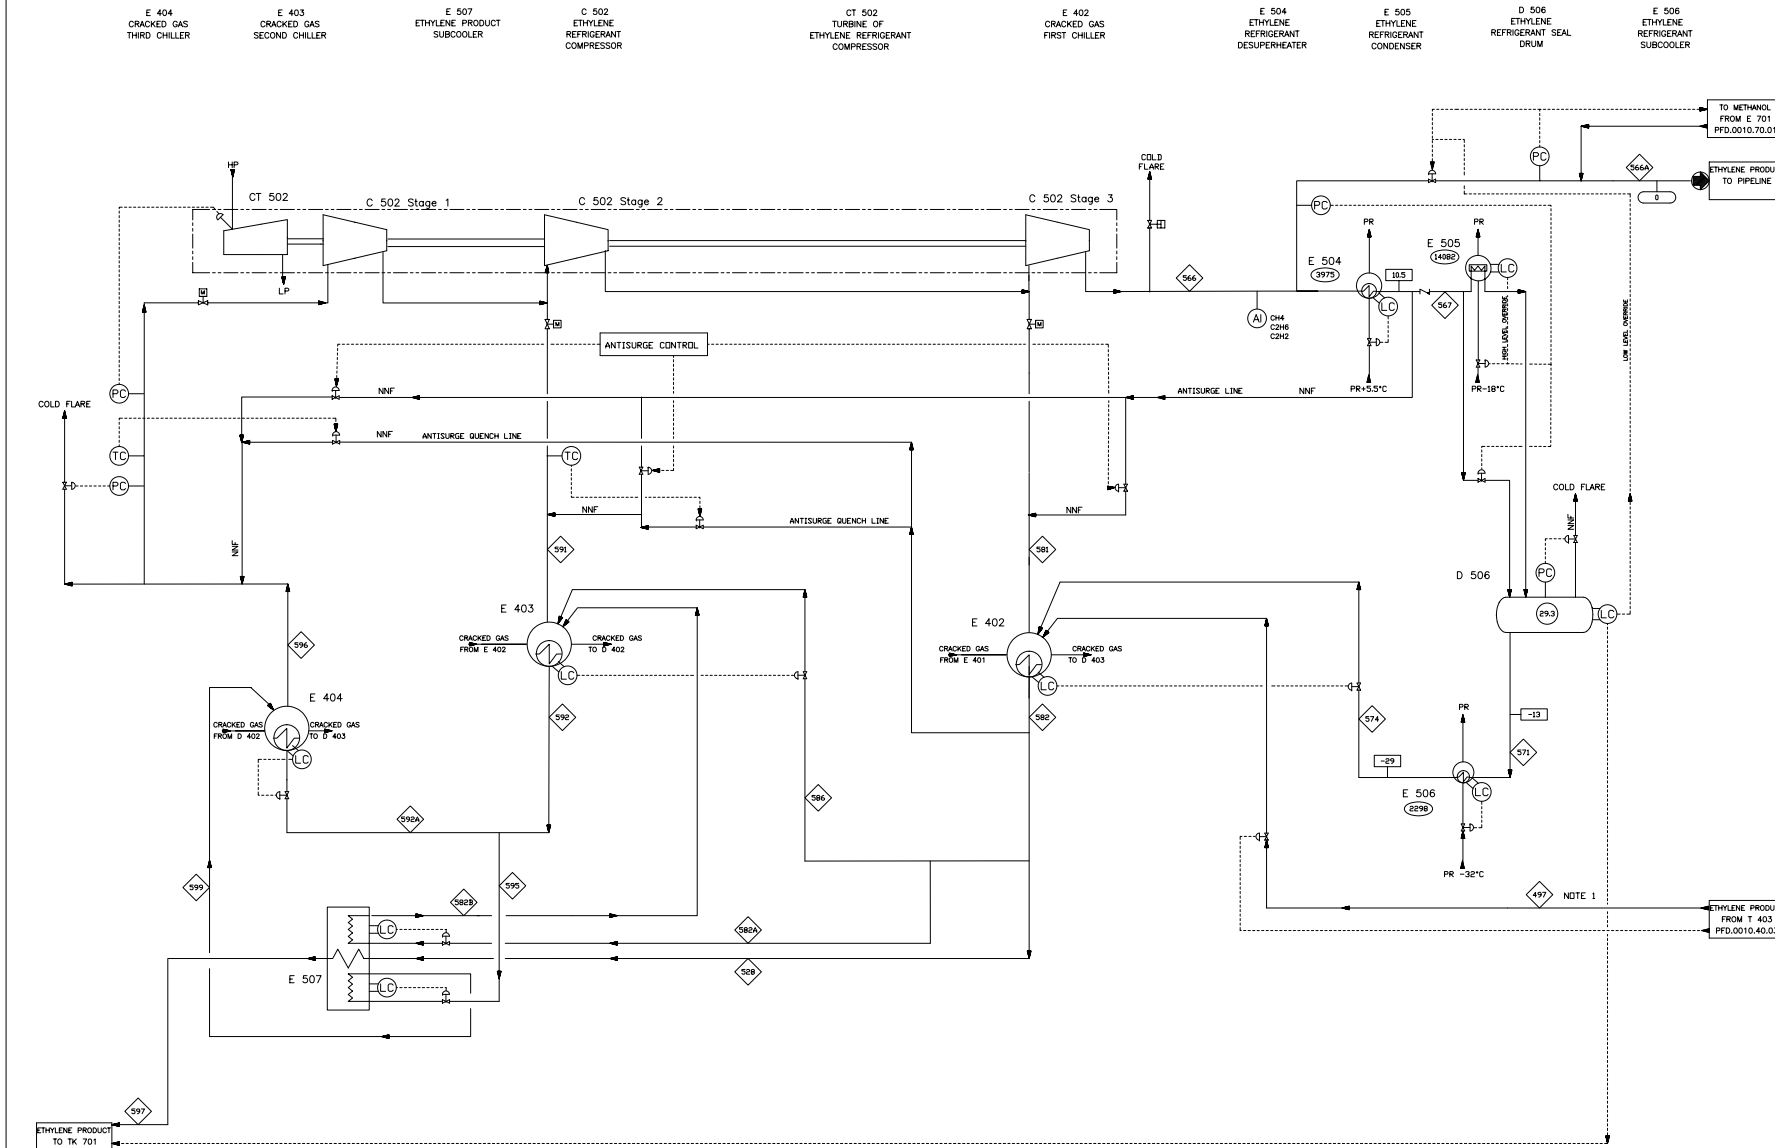 E 404
CRACKED GAS
THIRD CHILLER
E 403
CRACKED GAS
SECOND CHILLER
E 507
ETHYLENE PRODUCT
SUBCOOLER
C 502
ETHYLENE
REFRIGERANT
COMPRESSOR
CT 502
TURBINE OF
ETHYLENE REFRIGERANT
COMPRESSOR
E 402
CRACKED GAS
FIRST CHILLER
E 504
ETHYLENE
REFRIGERANT
DESUPERHEATER
E 505
ETHYLENE
REFRIGERANT
CONDENSER
D 506
ETHYLENE
REFRIGERANT SEAL
DRUM
E 506
ETHYLENE
REFRIGERANT
SUBCOOLER
TO METHANOL
FROM E 701
PFD.0010.70.01
COLD
FLARE
PC
566A
ETHYLENE PRODU
TO PIPELINE
0
HP
CT 502
C 502 Stage 1
C 502 Stage 2
C 502 Stage 3
PC
PR
PR
E 505
14082
LC
E 504
3975
10.5
LP
566
567
LC
M
AI
CH4
C2H6
C2H2
M
M
HIGH LEVEL OVERRIDE
LOW LEVEL OVERRIDE
ANTISURGE CONTROL
PC
NNF
ANTISURGE LINE
NNF
PR+5.5°C
PR-18°C
COLD FLARE
NNF
ANTISURGE QUENCH LINE
TC
TC
PC
COLD FLARE
NNF
NNF
ANTISURGE QUENCH LINE
NNF
NNF
591
581
D 506
PC
29.3
LC
E 403
E 402
596
CRACKED GAS
FROM E 402
CRACKED GAS
TO D 402
CRACKED GAS
FROM E 401
CRACKED GAS
TO D 403
LC
LC
E 404
CRACKED GAS
FROM D 402
CRACKED GAS
TO D 403
LC
592
582
574
PR
-13
571
-29
E 506
2298
LC
592A
586
PR -32°C
599
595
497
NOTE 1
582B
ETHYLENE PRODU
FROM T 403
PFD.0010.40.03
LC
582A
528
E 507
LC
597
ETHYLENE PRODUCT
TO TK 701